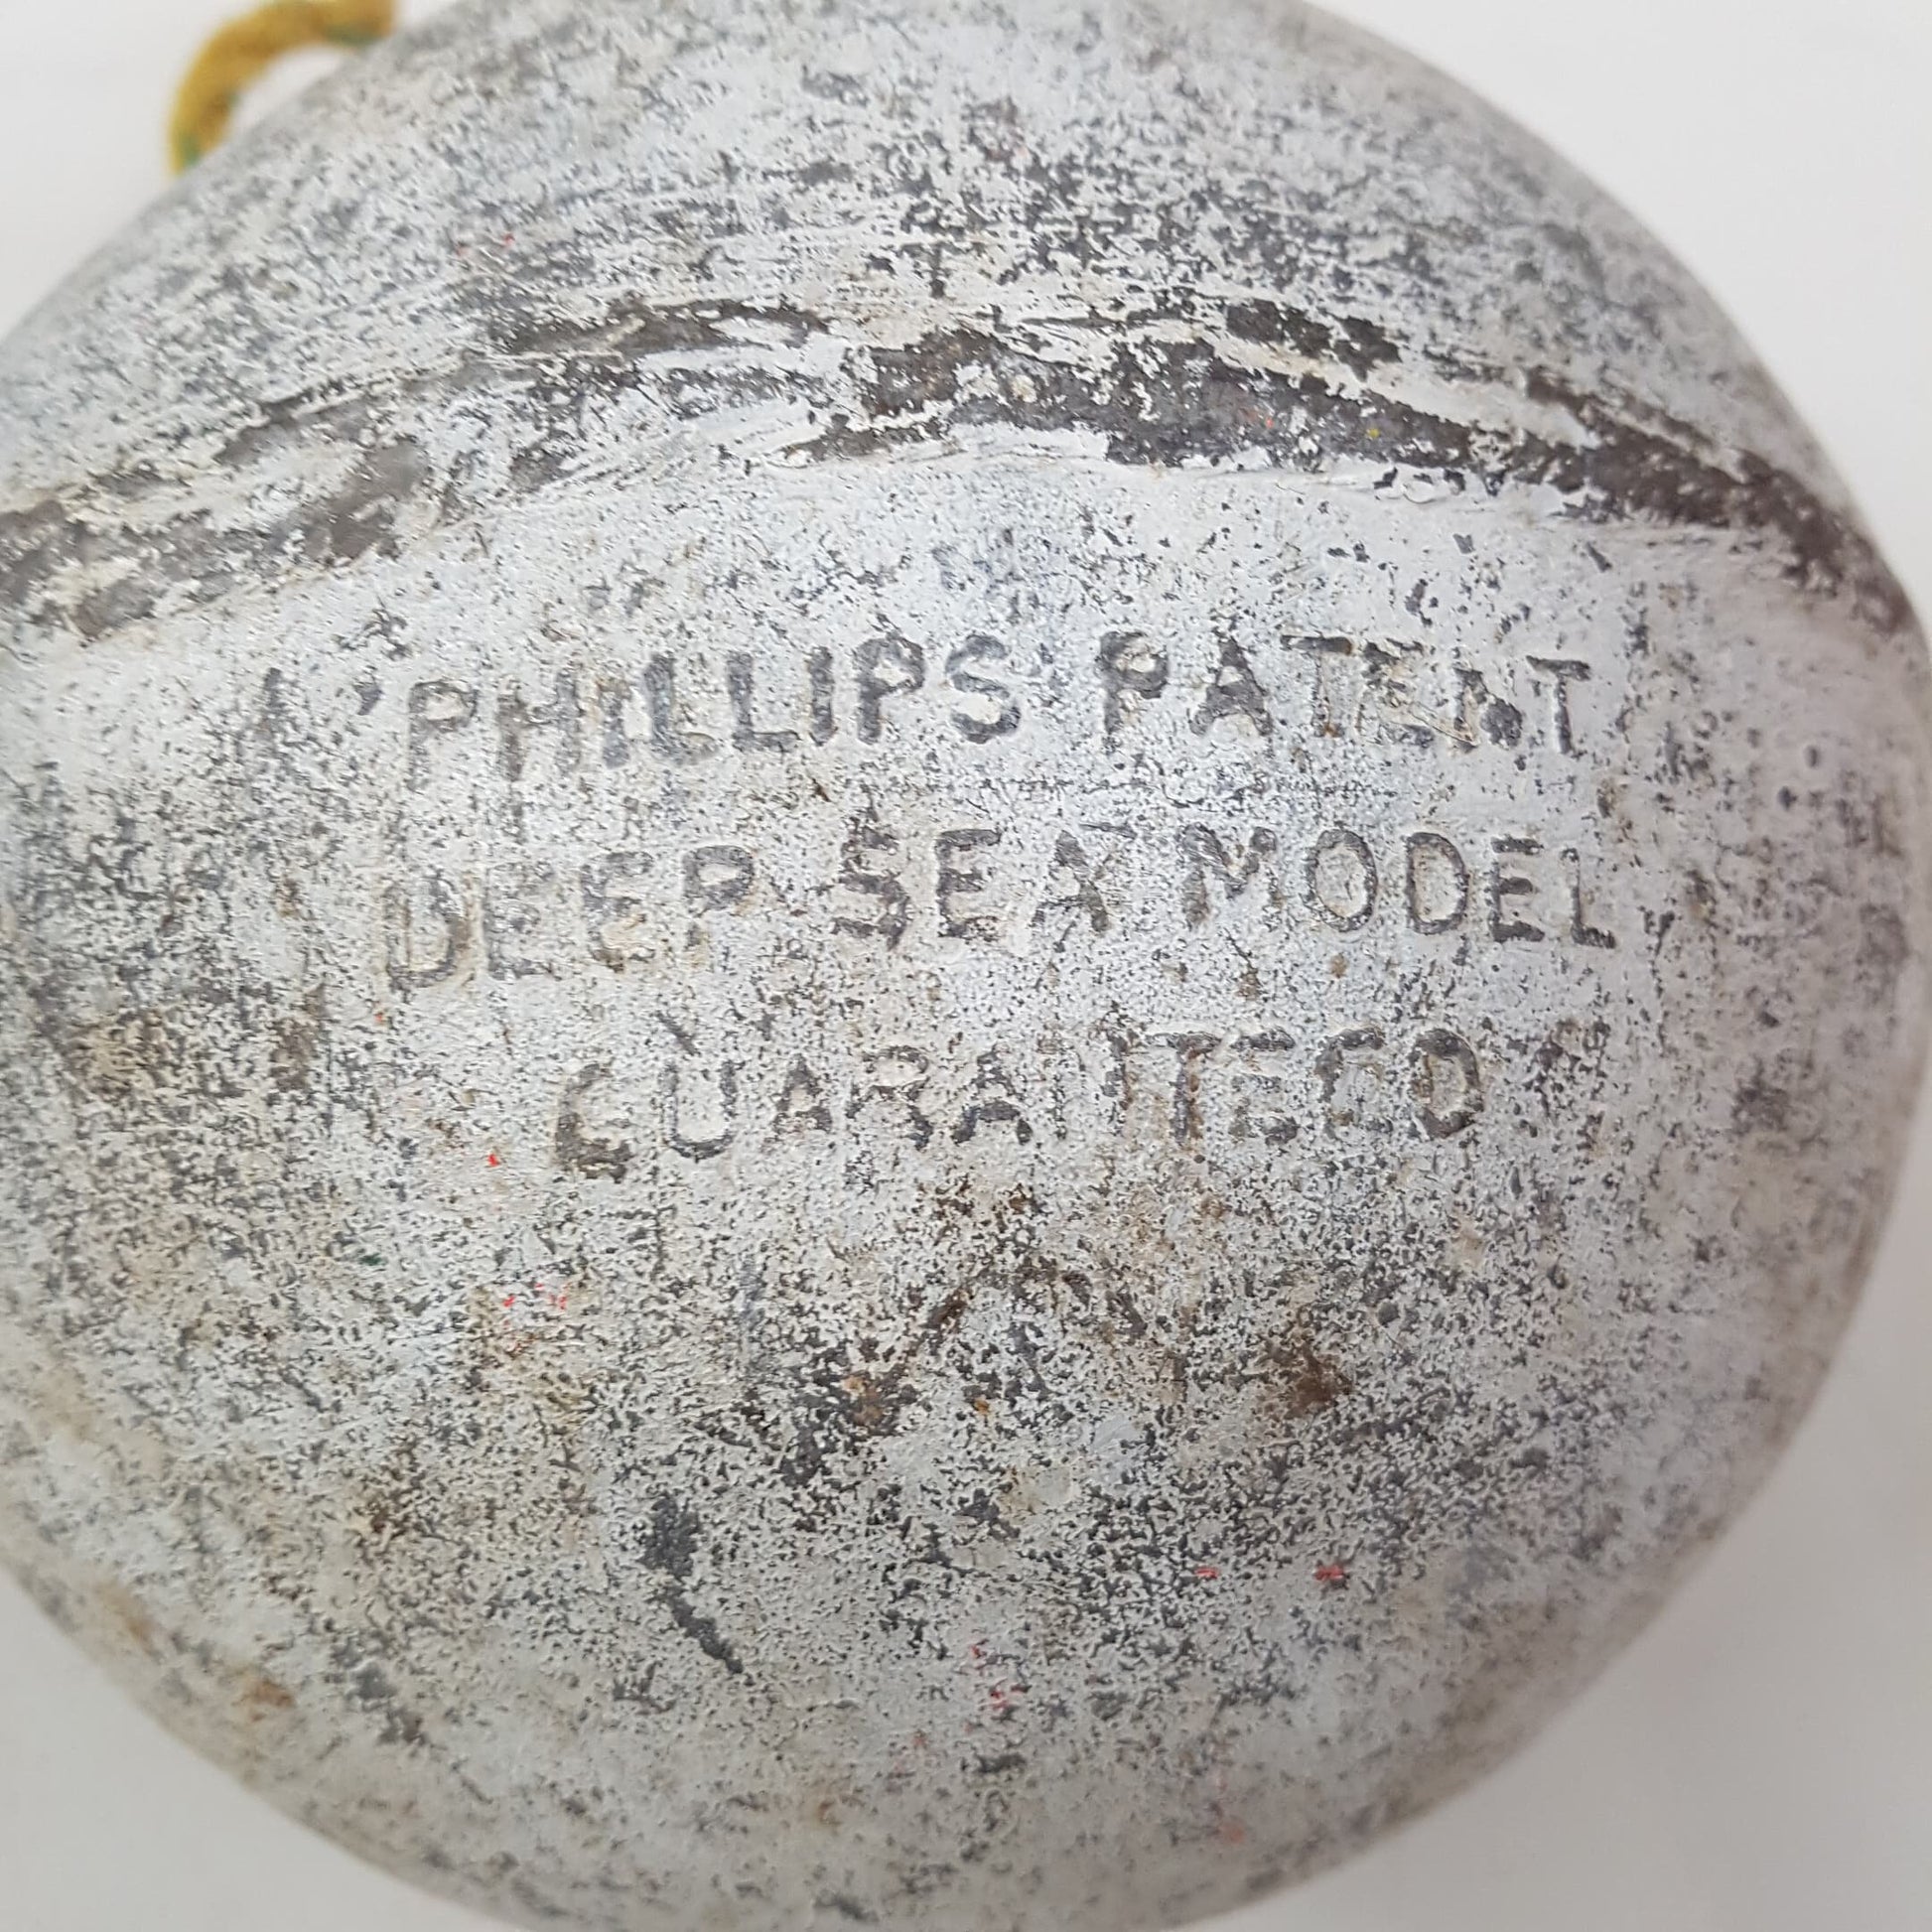 'PHILLIPS' PATENT
DEEP SEA MODEL
GUARANTEED